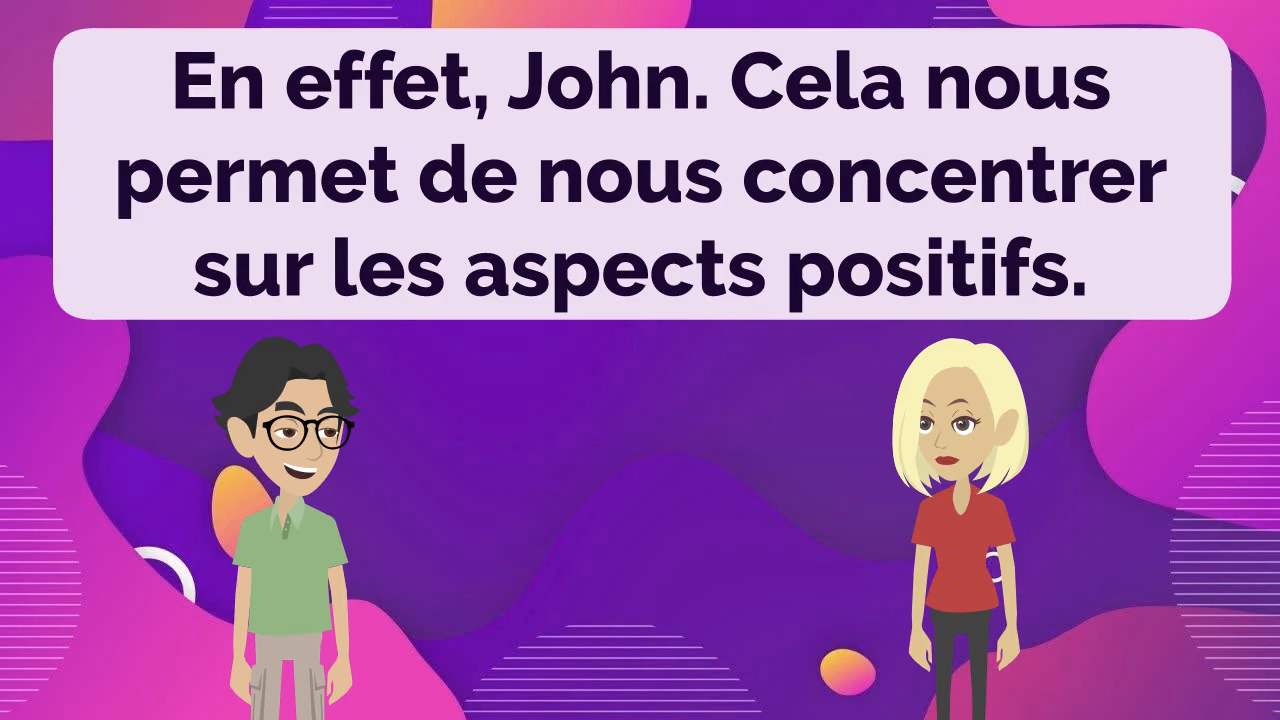 En effet, John. Cela nous
permet de nous concentrer
sur les aspects positifs.